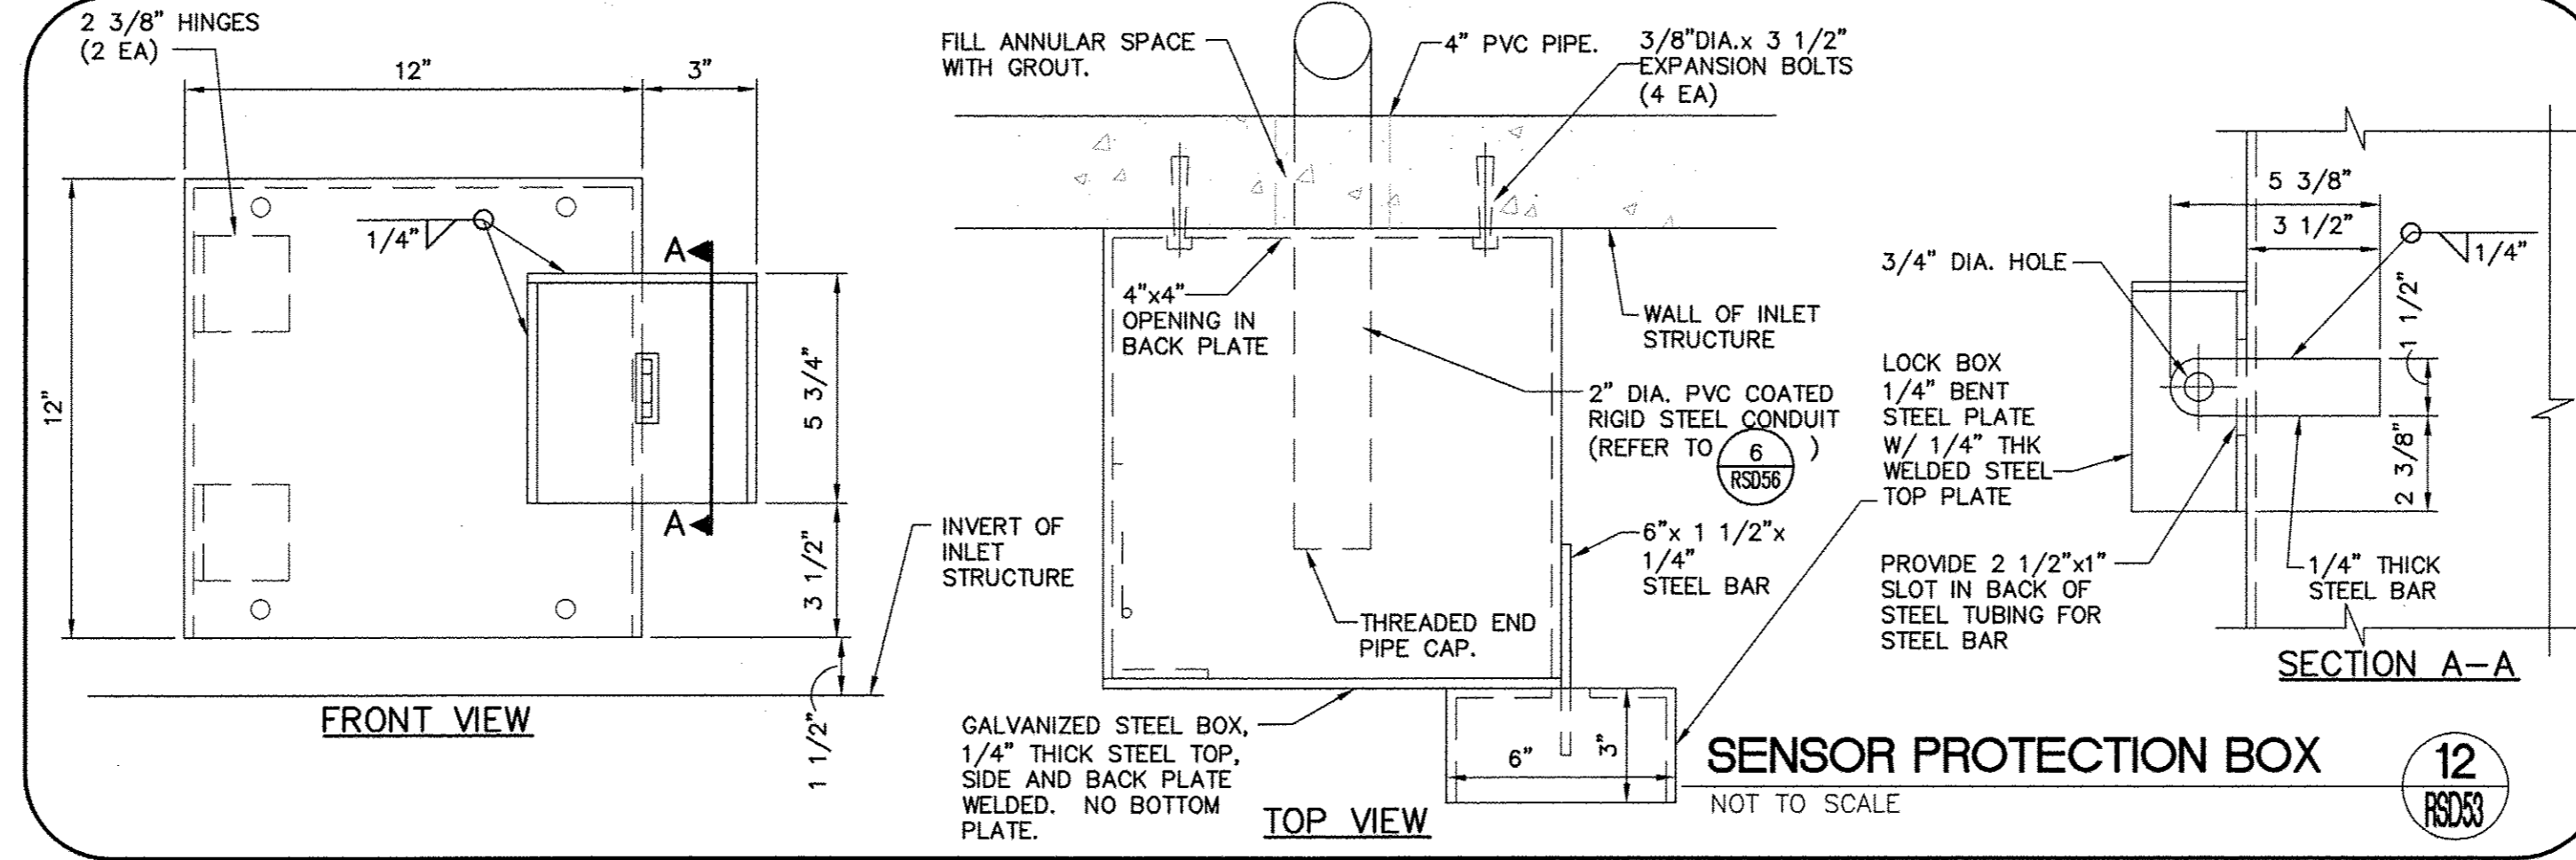 2 3/8" HINGES
(2 EA)
12"
3"
12"
1/4"
A
A
5 3/4"
3 1/2"
1 1/2"
INVERT OF
INLET
STRUCTURE
FRONT VIEW
FILL ANNULAR SPACE
WITH GROUT.
4" PVC PIPE.
3/8"DIA.x 3 1/2"
EXPANSION BOLTS
(4 EA)
4"x4"
OPENING IN
BACK PLATE
WALL OF INLET
STRUCTURE
2" DIA. PVC COATED
RIGID STEEL CONDUIT
(REFER TO 6 )
RSD56
6"x 1 1/2"x
1/4"
STEEL BAR
THREADED END
PIPE CAP.
GALVANIZED STEEL BOX,
1/4" THICK STEEL TOP,
SIDE AND BACK PLATE
WELDED. NO BOTTOM
PLATE.
6"
3"
TOP VIEW
5 3/8"
3 1/2"
1/4"
3/4" DIA. HOLE
1 1/2"
2 3/8"
LOCK BOX
1/4" BENT
STEEL PLATE
W/ 1/4" THK
WELDED STEEL
TOP PLATE
PROVIDE 2 1/2"x1"
SLOT IN BACK OF
STEEL TUBING FOR
STEEL BAR
1/4" THICK
STEEL BAR
SECTION A-A
SENSOR PROTECTION BOX
NOT TO SCALE
12
RSD53